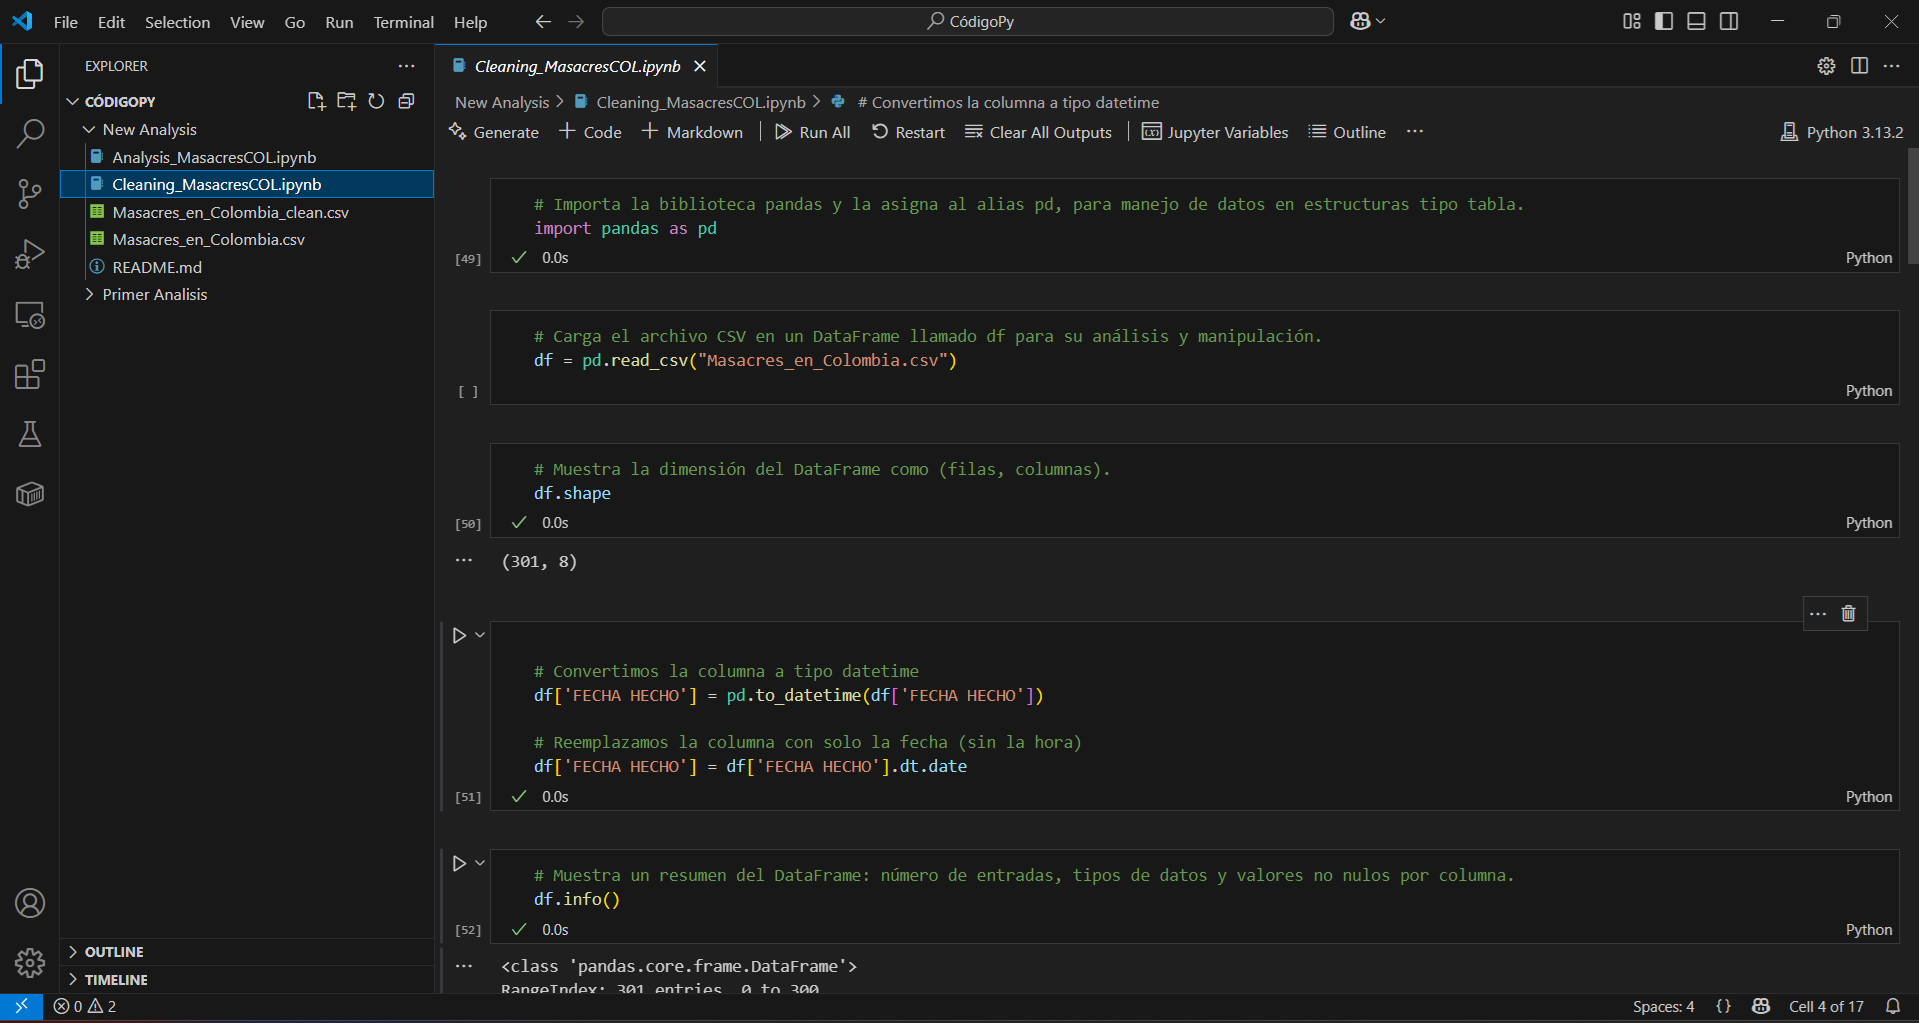 File Edit Selection View Go Run Terminal Help
CódigoPy
EXPLORER
CÓDIGOPY
New Analysis
Analysis_MasacresCOL.ipynb
Cleaning_MasacresCOL.ipynb
Masacres_en_Colombia_clean.csv
Masacres_en_Colombia.csv
README.md
Primer Analisis
OUTLINE
TIMELINE
Cleaning_MasacresCOL.ipynb
New Analysis > Cleaning_MasacresCOL.ipynb > # Convertimos la columna a tipo datetime
Generate + Code + Markdown Run All Restart Clear All Outputs Jupyter Variables Outline ...
Python 3.13.2
# Importa la biblioteca pandas y la asigna al alias pd, para manejo de datos en estructuras tipo tabla.
import pandas as pd
[49] 0.0s Python
# Carga el archivo CSV en un DataFrame llamado df para su análisis y manipulación.
df = pd.read_csv("Masacres_en_Colombia.csv")
[ ] Python
# Muestra la dimensión del DataFrame como (filas, columnas).
df.shape
[50] 0.0s Python
(301, 8)
# Convertimos la columna a tipo datetime
df['FECHA HECHO'] = pd.to_datetime(df['FECHA HECHO'])
# Reemplazamos la columna con solo la fecha (sin la hora)
df['FECHA HECHO'] = df['FECHA HECHO'].dt.date
[51] 0.0s Python
# Muestra un resumen del DataFrame: número de entradas, tipos de datos y valores no nulos por columna.
df.info()
[52] 0.0s Python
<class 'pandas.core.frame.DataFrame'>
RangeIndex: 301 entries, 0 to 300
0 2
Spaces: 4 {} Cell 4 of 17